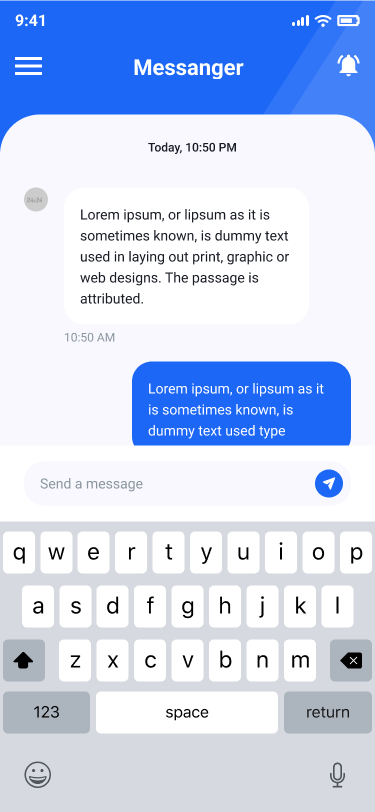 9:41
Messanger
Today, 10:50 PM
24x24
Lorem ipsum, or lipsum as it is
sometimes known, is dummy text
used in laying out print, graphic or
web designs. The passage is
attributed.
10:50 AM
Lorem ipsum, or lipsum as it
is sometimes known, is
dummy text used type
Send a message
q w e r t y u i o p
a s d f g h j k l
z x c v b n m
123 space return